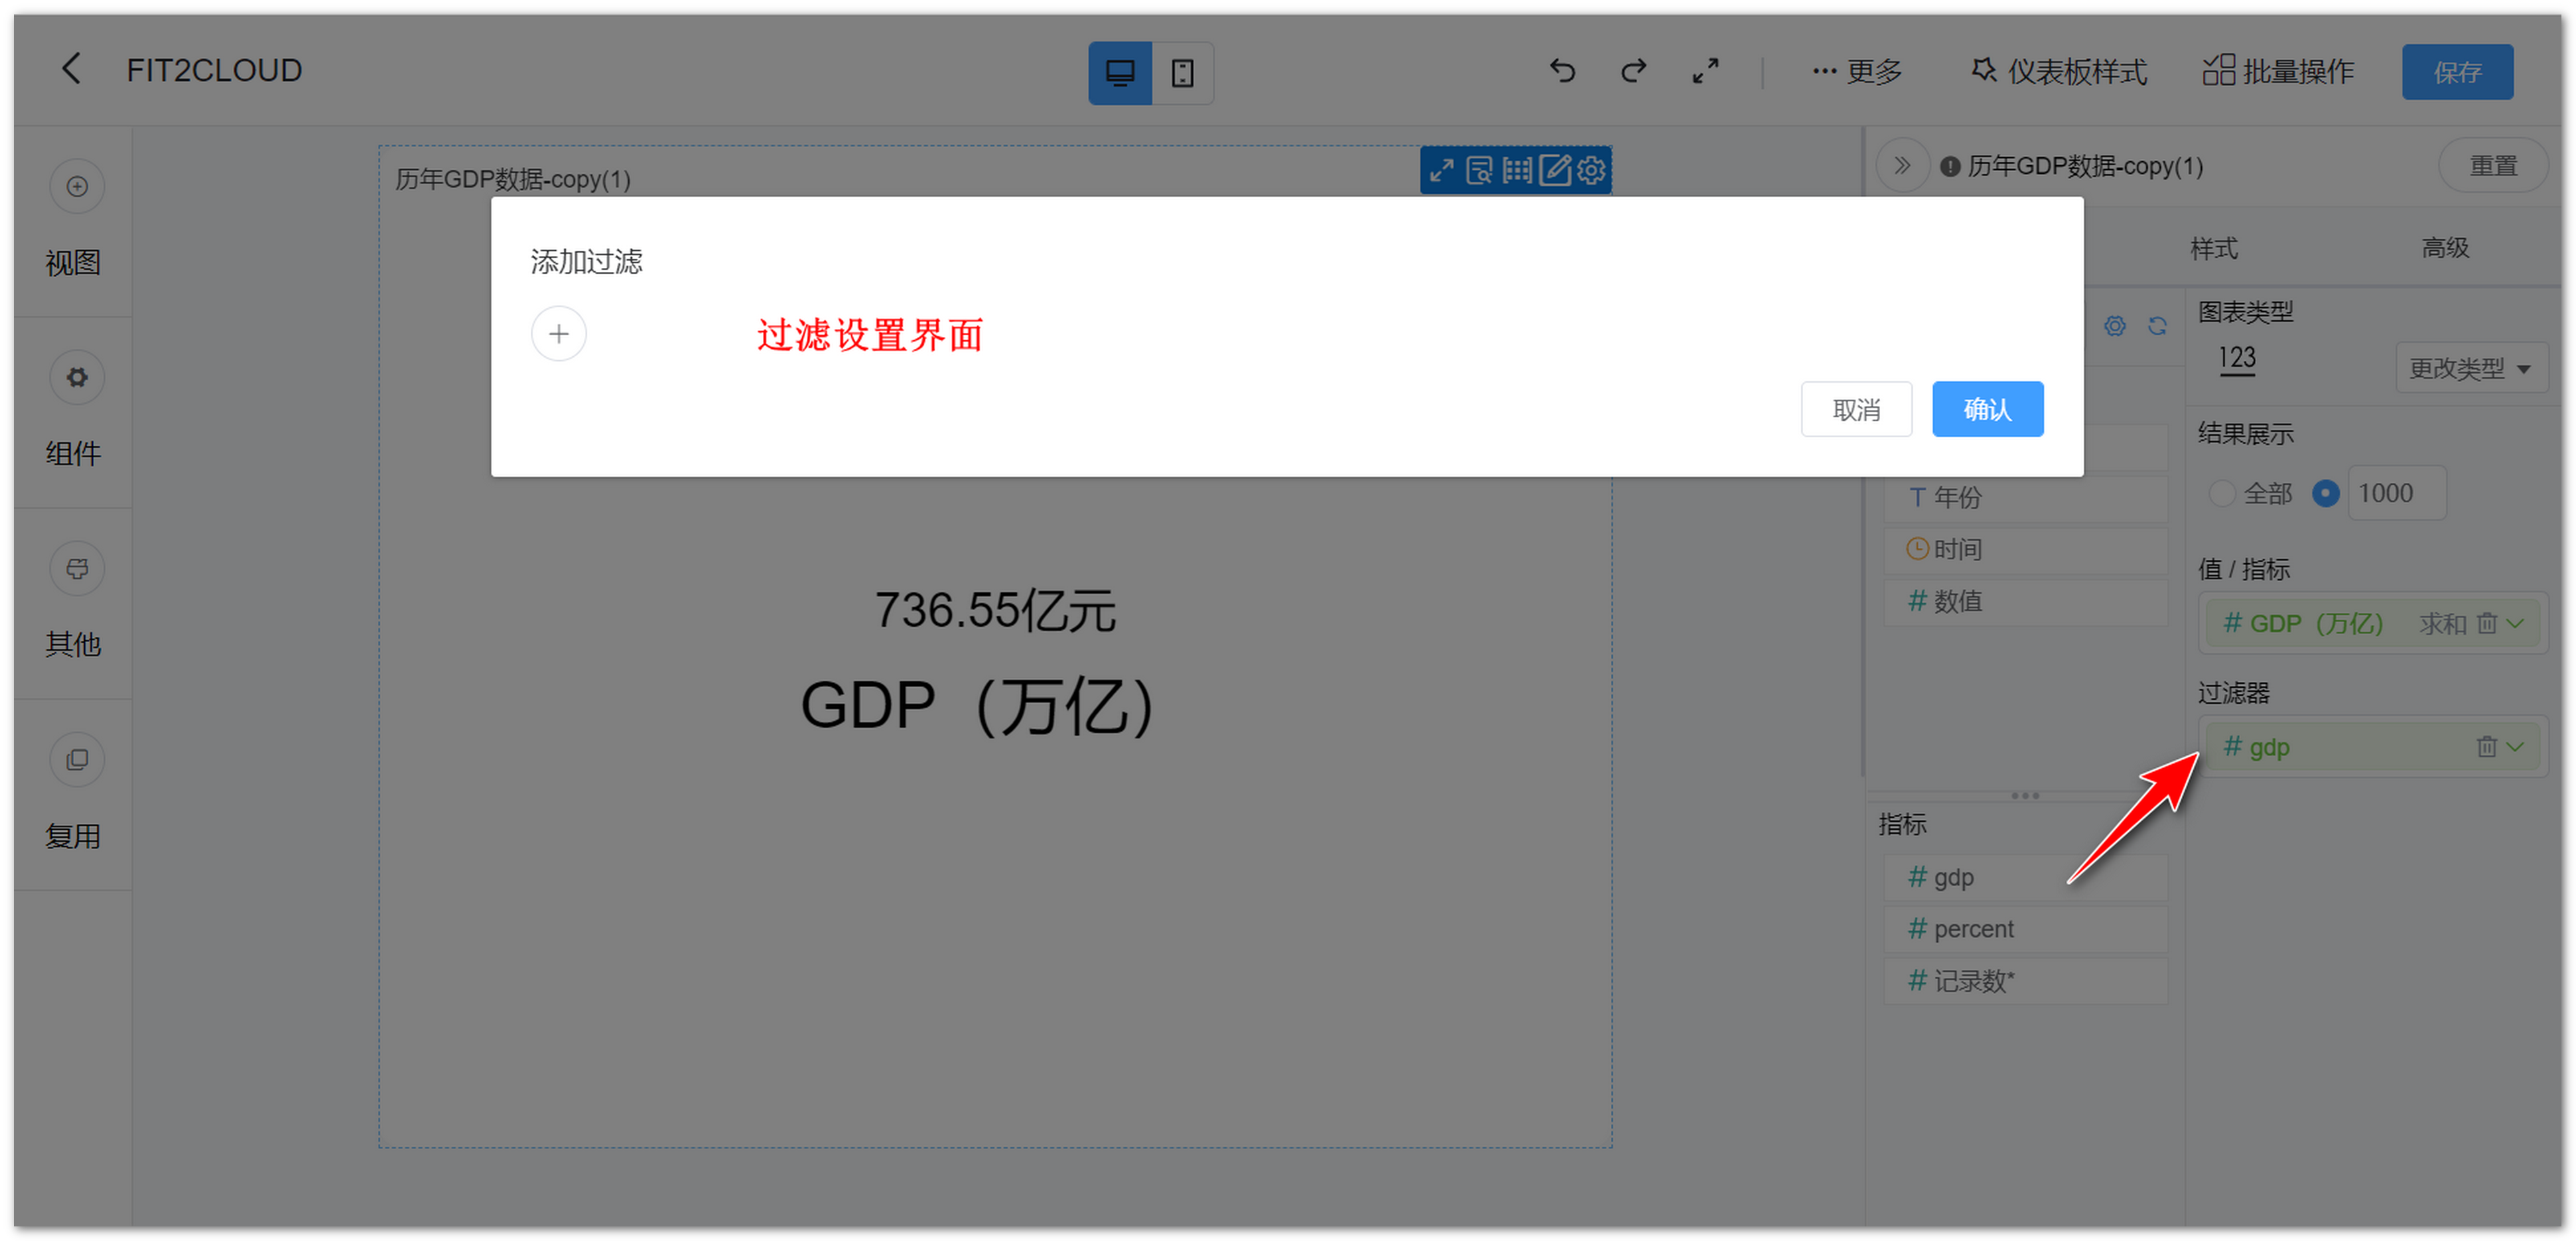 FIT2CLOUD
更多
仪表板样式
批量操作
保存
视图
组件
其他
复用
历年GDP数据-copy(1)
添加过滤
过滤设置界面
取消
确认
736.55亿元
GDP（万亿）
历年GDP数据-copy(1)
重置
样式
高级
T 年份
时间
# 数值
指标
# gdp
# percent
# 记录数*
图表类型
123
更改类型
结果展示
全部
1000
值 / 指标
# GDP（万亿） 求和
过滤器
# gdp